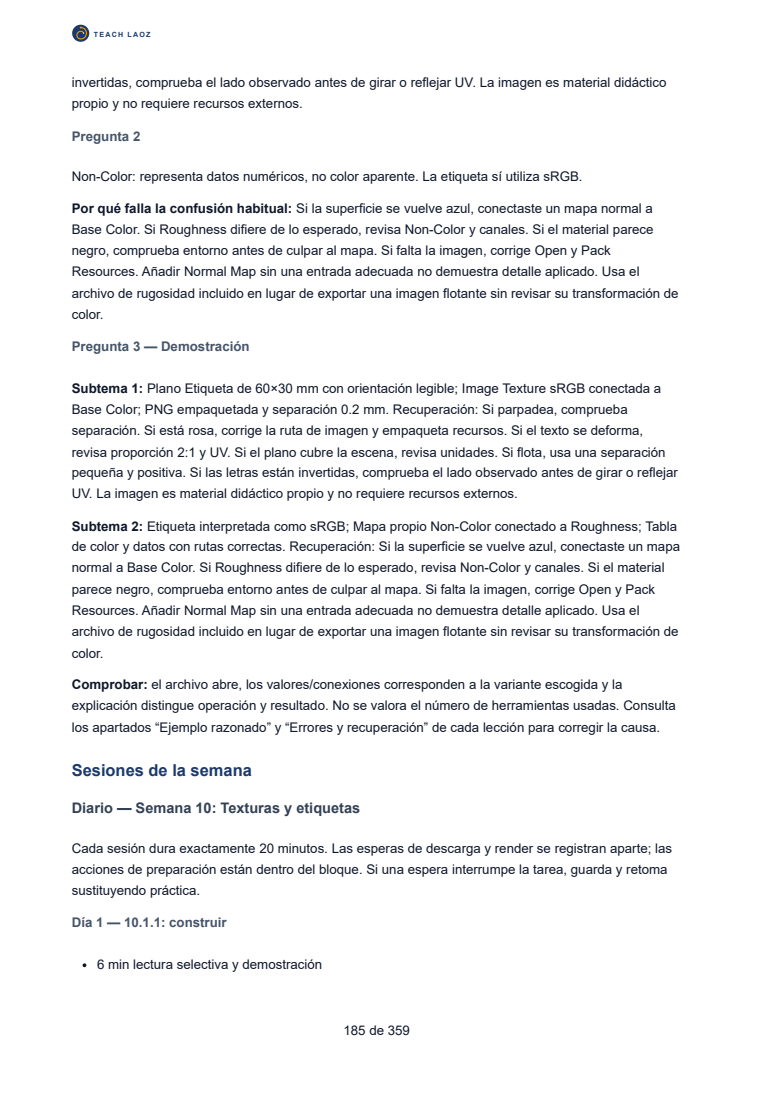 TEACH LAOZ
invertidas, comprueba el lado observado antes de girar o reflejar UV. La imagen es material didáctico
propio y no requiere recursos externos.
Pregunta 2
Non-Color: representa datos numéricos, no color aparente. La etiqueta sí utiliza sRGB.
Por qué falla la confusión habitual: Si la superficie se vuelve azul, conectaste un mapa normal a
Base Color. Si Roughness difiere de lo esperado, revisa Non-Color y canales. Si el material parece
negro, comprueba entorno antes de culpar al mapa. Si falta la imagen, corrige Open y Pack
Resources. Añadir Normal Map sin una entrada adecuada no demuestra detalle aplicado. Usa el
archivo de rugosidad incluido en lugar de exportar una imagen flotante sin revisar su transformación de
color.
Pregunta 3 — Demostración
Subtema 1: Plano Etiqueta de 60×30 mm con orientación legible; Image Texture sRGB conectada a
Base Color; PNG empaquetada y separación 0.2 mm. Recuperación: Si parpadea, comprueba
separación. Si está rosa, corrige la ruta de imagen y empaqueta recursos. Si el texto se deforma,
revisa proporción 2:1 y UV. Si el plano cubre la escena, revisa unidades. Si flota, usa una separación
pequeña y positiva. Si las letras están invertidas, comprueba el lado observado antes de girar o reflejar
UV. La imagen es material didáctico propio y no requiere recursos externos.
Subtema 2: Etiqueta interpretada como sRGB; Mapa propio Non-Color conectado a Roughness; Tabla
de color y datos con rutas correctas. Recuperación: Si la superficie se vuelve azul, conectaste un mapa
normal a Base Color. Si Roughness difiere de lo esperado, revisa Non-Color y canales. Si el material
parece negro, comprueba entorno antes de culpar al mapa. Si falta la imagen, corrige Open y Pack
Resources. Añadir Normal Map sin una entrada adecuada no demuestra detalle aplicado. Usa el
archivo de rugosidad incluido en lugar de exportar una imagen flotante sin revisar su transformación de
color.
Comprobar: el archivo abre, los valores/conexiones corresponden a la variante escogida y la
explicación distingue operación y resultado. No se valora el número de herramientas usadas. Consulta
los apartados “Ejemplo razonado” y “Errores y recuperación” de cada lección para corregir la causa.
Sesiones de la semana
Diario — Semana 10: Texturas y etiquetas
Cada sesión dura exactamente 20 minutos. Las esperas de descarga y render se registran aparte; las
acciones de preparación están dentro del bloque. Si una espera interrumpe la tarea, guarda y retoma
sustituyendo práctica.
Día 1 — 10.1.1: construir
• 6 min lectura selectiva y demostración
185 de 359